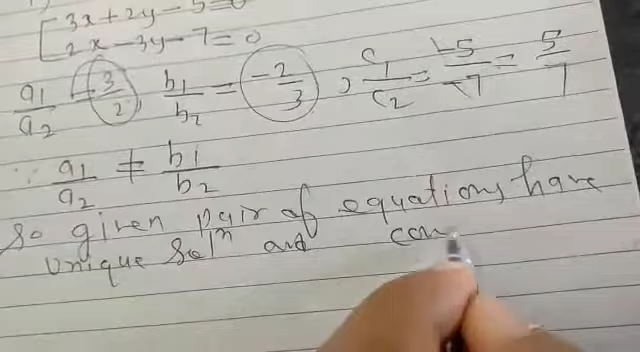 3x+2y-5=0
2x-3y-7=0
a1/a2 = 3/2, b1/b2 = -2/3, c1/c2 = -5/-7 = 5/7
∵ a1/a2 ≠ b1/b2
so given pair of equations have
unique solⁿ and con